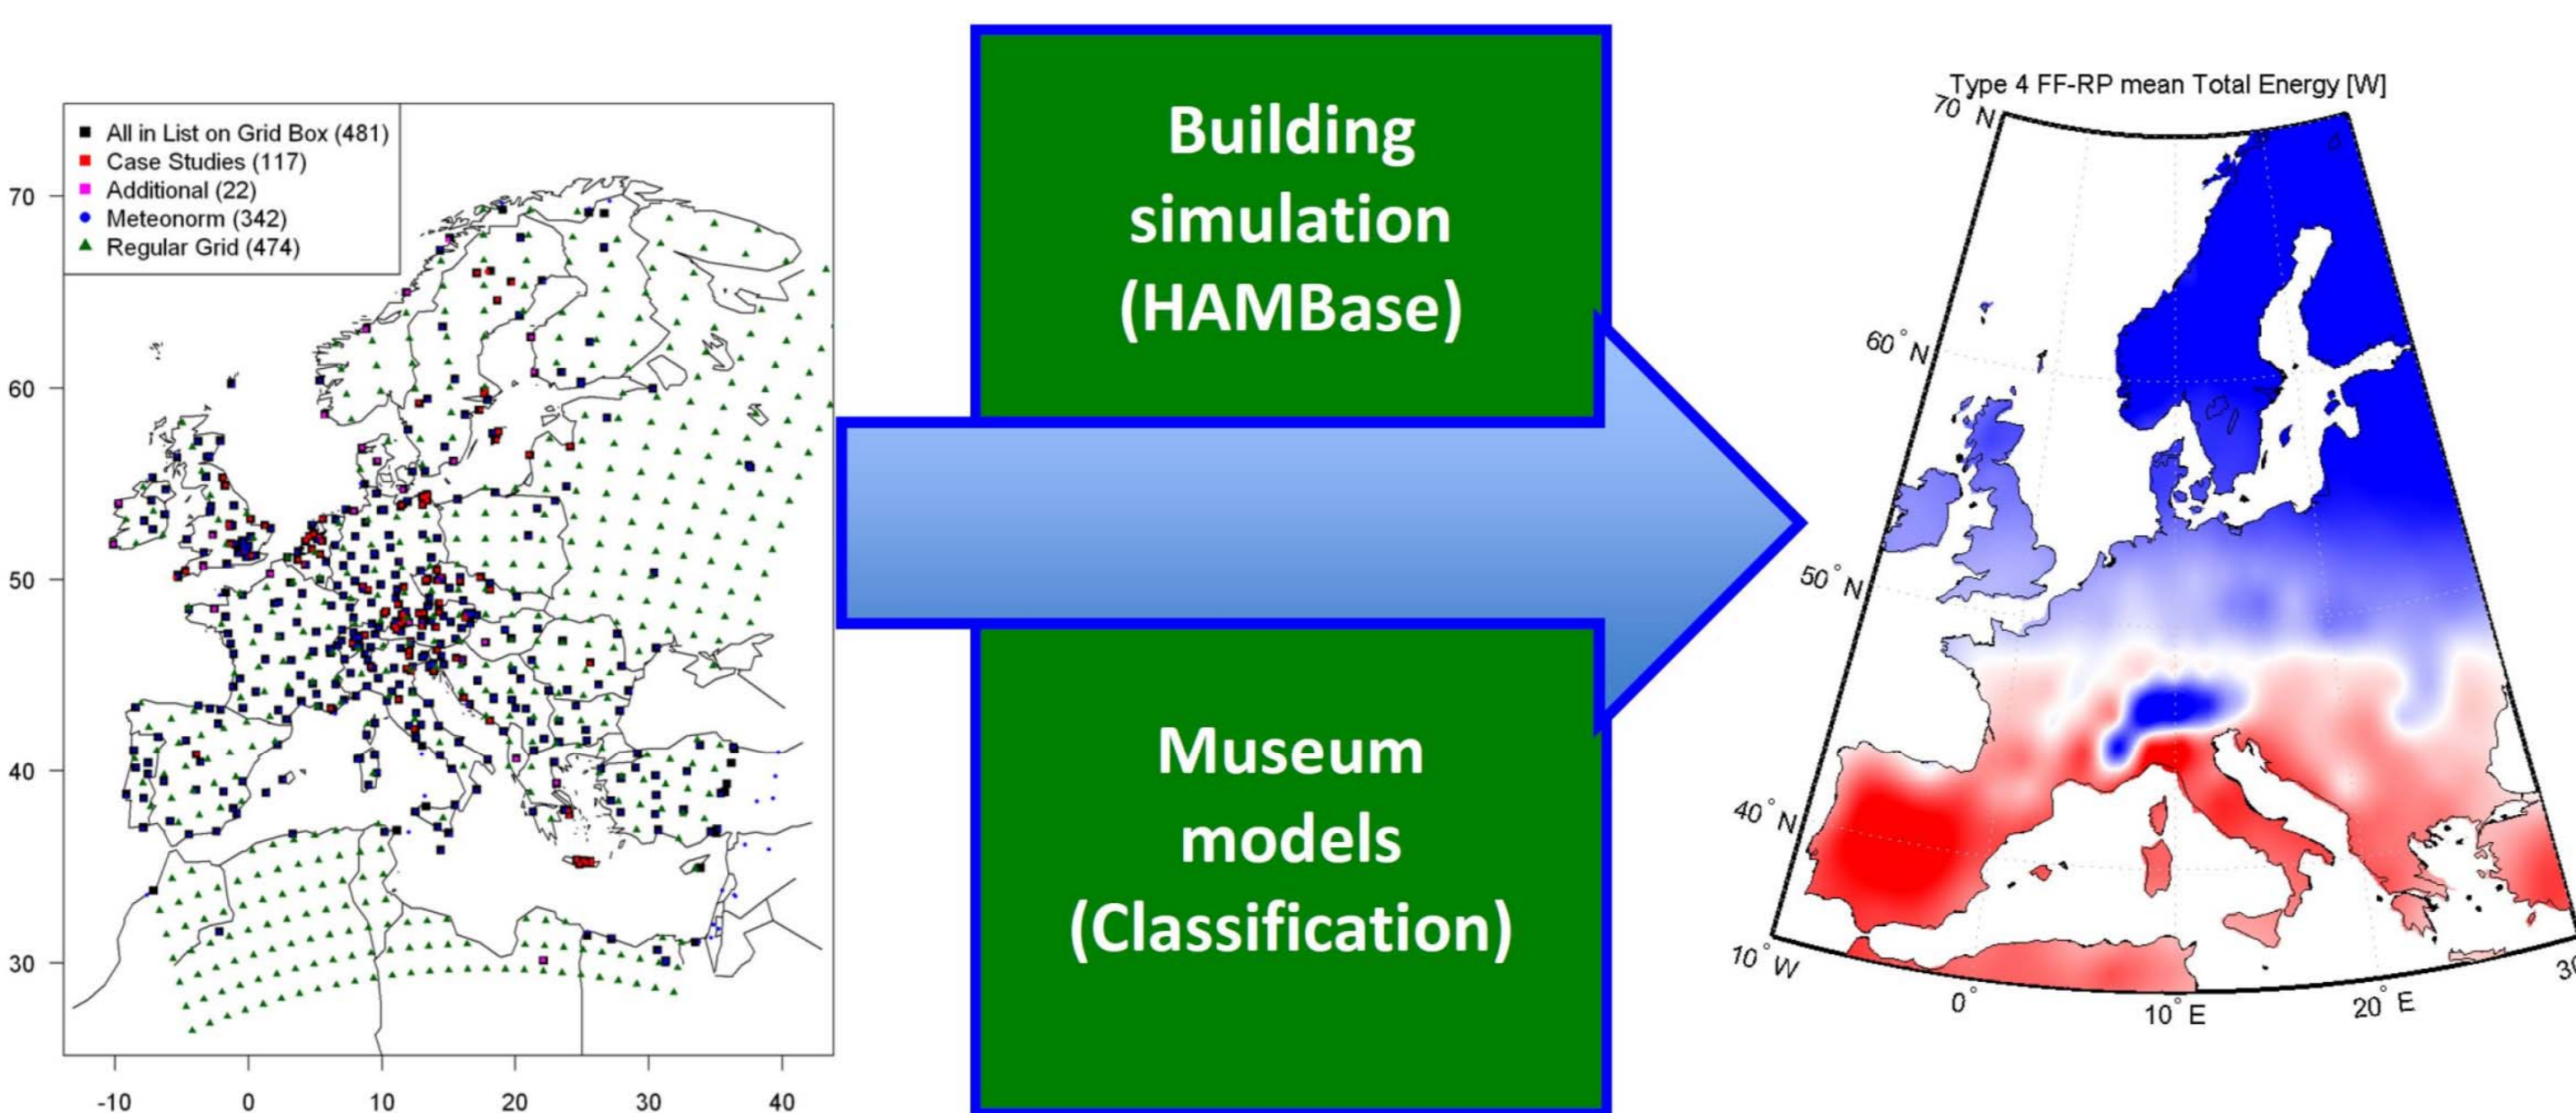 All in List on Grid Box (481)
Case Studies (117)
Additional (22)
Meteonorm (342)
Regular Grid (474)
70
60
50
40
30
-10
0
10
20
30
40
Building
simulation
(HAMBase)
Museum
models
(Classification)
Type 4 FF-RP mean Total Energy [W]
70° N
60° N
50° N
40° N
10° W
0°
10° E
20° E